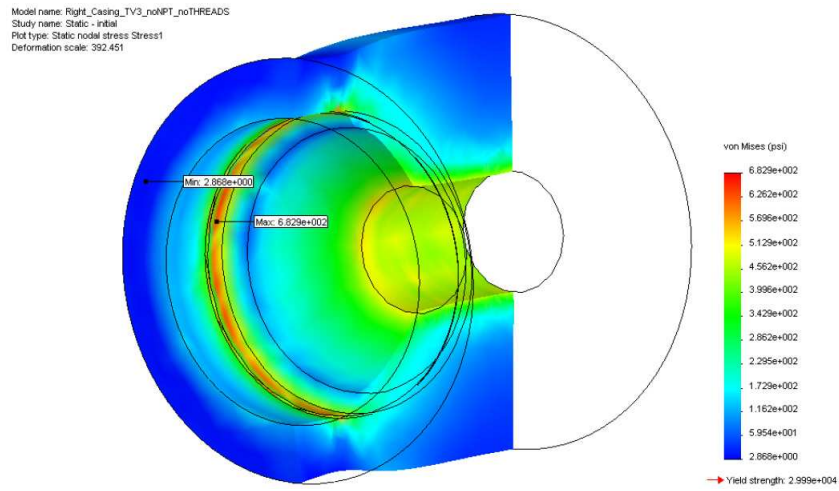 Model name: Right_Casing_TV3_noNPT_noTHREADS
Study name: Static - initial
Plot type: Static nodal stress Stress1
Deformation scale: 392.451
von Mises (psi)
6.829e+002
6.262e+002
5.696e+002
5.129e+002
4.562e+002
3.996e+002
3.429e+002
2.862e+002
2.295e+002
1.729e+002
1.162e+002
5.954e+001
2.868e+000
Yield strength: 2.999e+004
Min: 2.868e+000
Max: 6.829e+002